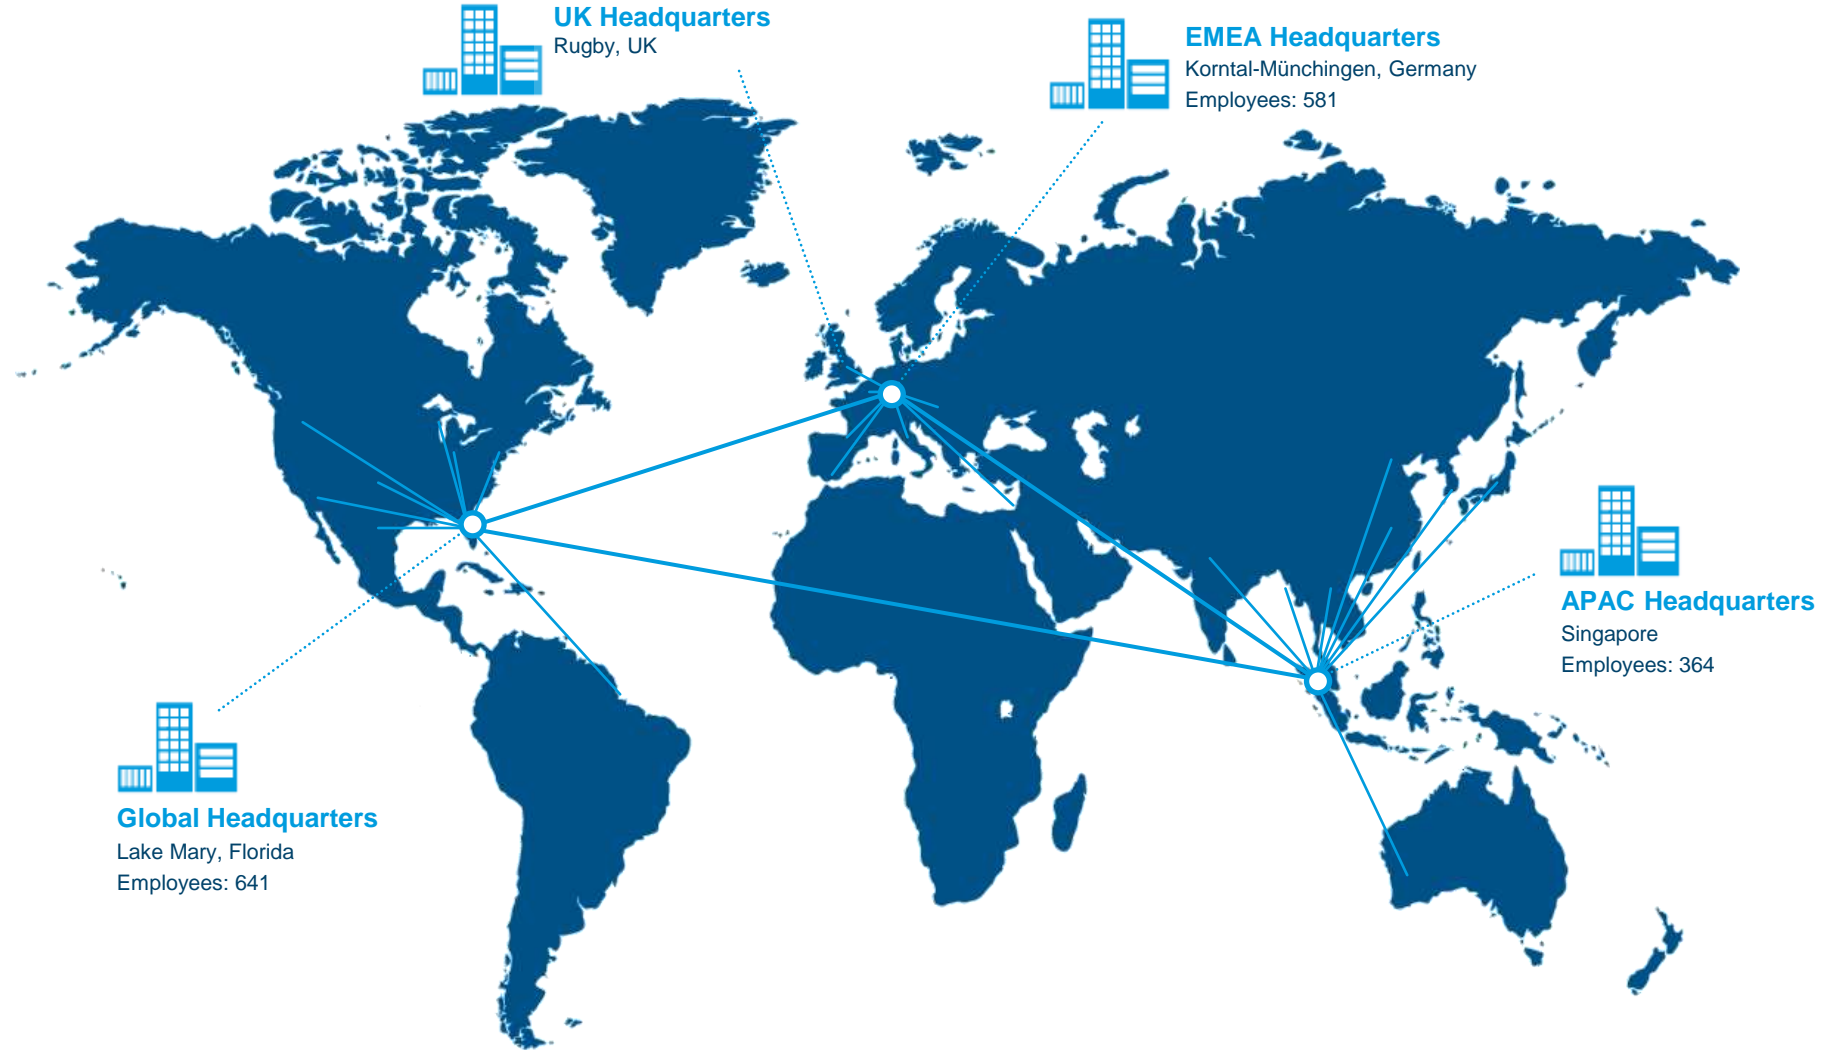 UK Headquarters
Rugby, UK
EMEA Headquarters
Korntal-Münchingen, Germany
Employees: 581
APAC Headquarters
Singapore
Employees: 364
Global Headquarters
Lake Mary, Florida
Employees: 641